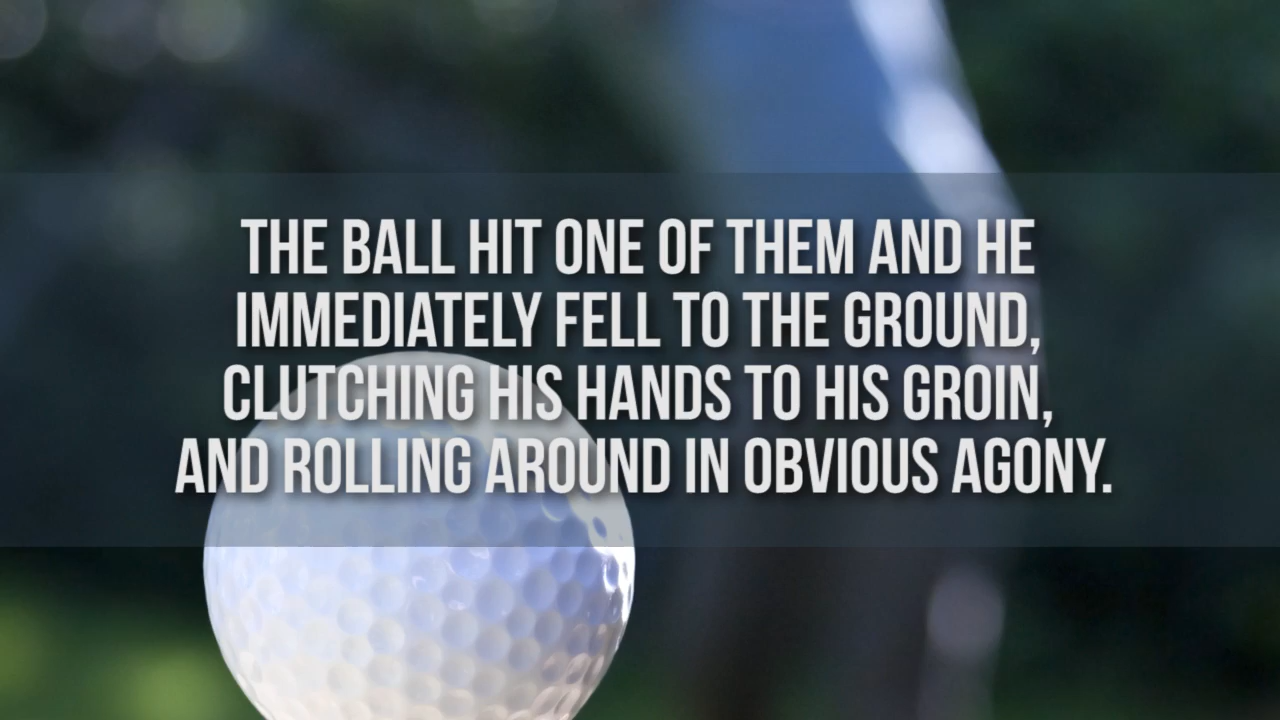 THE BALL HIT ONE OF THEM AND HE
IMMEDIATELY FELL TO THE GROUND,
CLUTCHING HIS HANDS TO HIS GROIN,
AND ROLLING AROUND IN OBVIOUS AGONY.